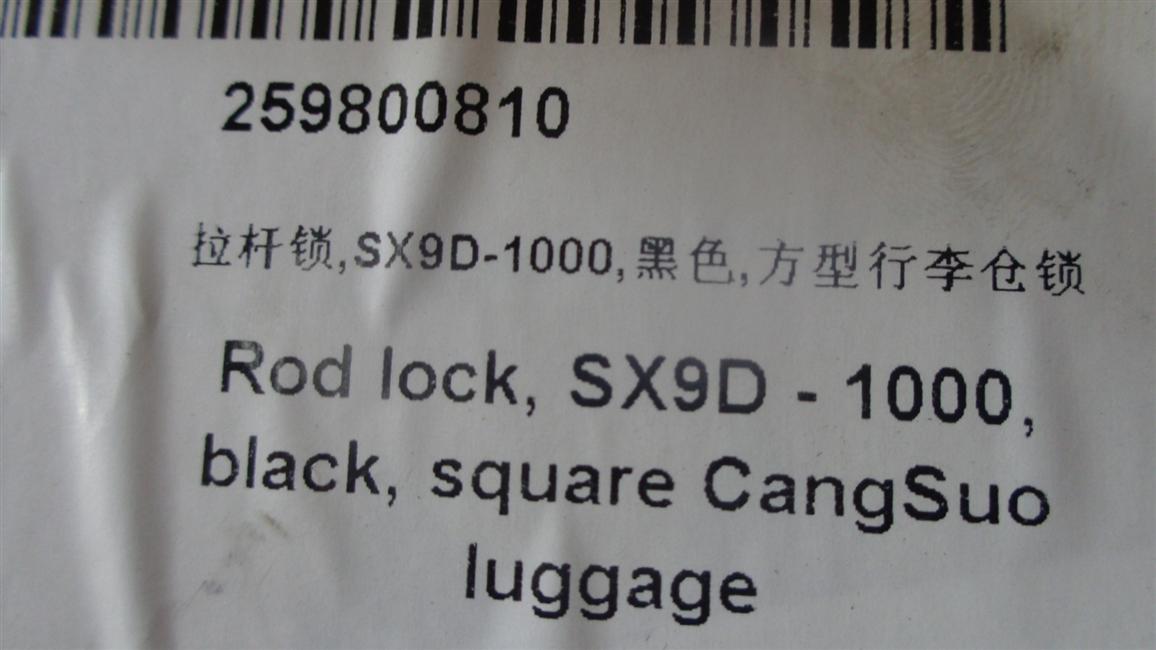 259800810
拉杆锁,SX9D-1000,黑色,方型行李仓锁
Rod lock, SX9D - 1000,
black, square CangSuo
luggage